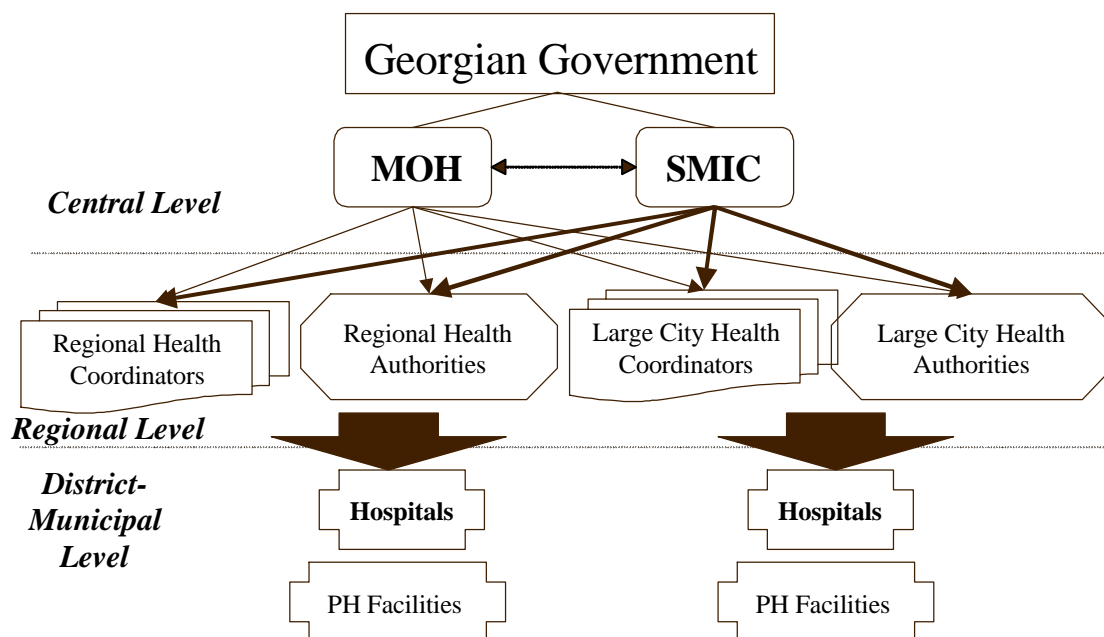 Georgian Government
MOH
SMIC
Central Level
Regional Health
Coordinators
Regional Health
Authorities
Large City Health
Coordinators
Large City Health
Authorities
Regional Level
District-
Municipal
Level
Hospitals
Hospitals
PH Facilities
PH Facilities